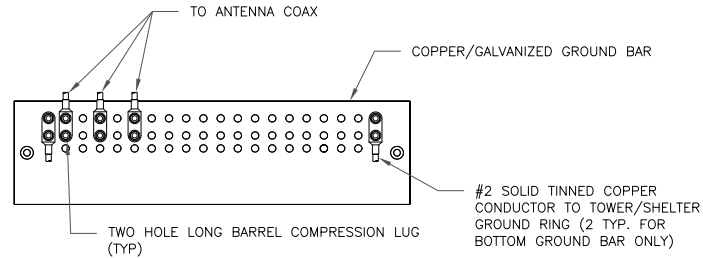 TO ANTENNA COAX
COPPER/GALVANIZED GROUND BAR
#2 SOLID TINNED COPPER
CONDUCTOR TO TOWER/SHELTER
GROUND RING (2 TYP. FOR
BOTTOM GROUND BAR ONLY)
TWO HOLE LONG BARREL COMPRESSION LUG
(TYP)